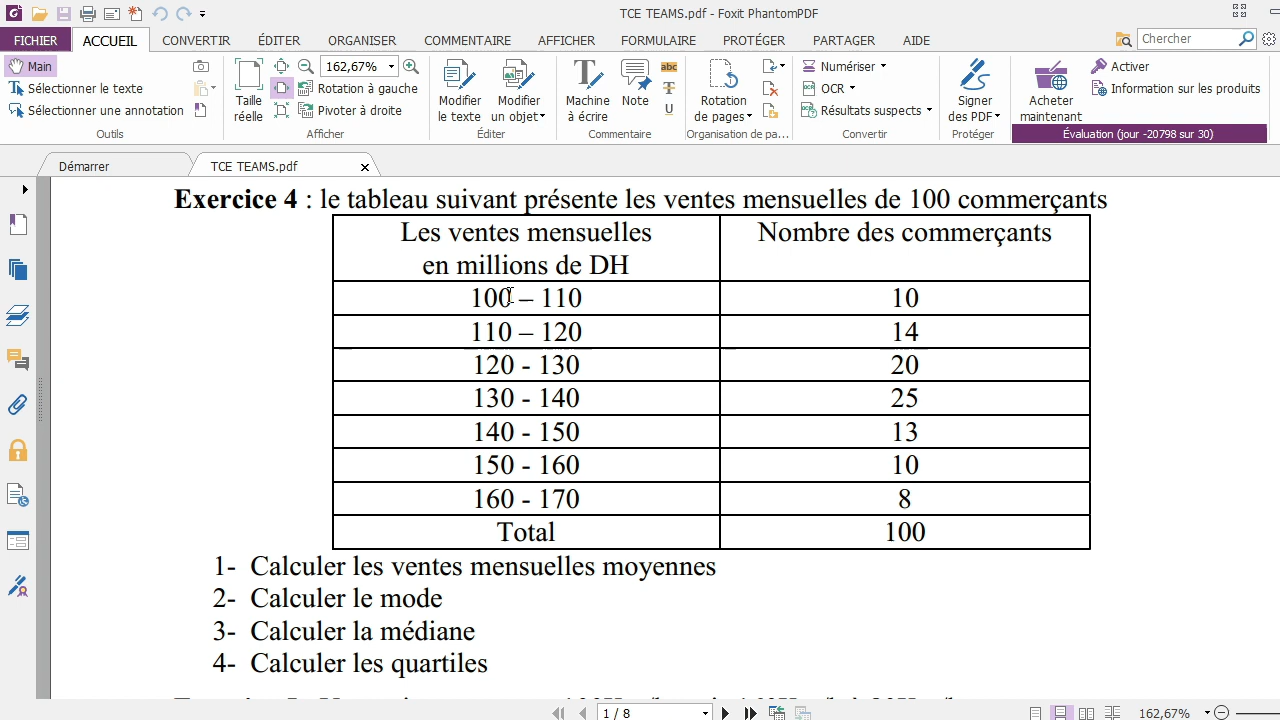 TCE TEAMS.pdf - Foxit PhantomPDF
FICHIER ACCUEIL CONVERTIR ÉDITER ORGANISER COMMENTAIRE AFFICHER FORMULAIRE PROTÉGER PARTAGER AIDE Chercher
Main 162,67% abc Numériser Activer
Sélectionner le texte Rotation à gauche T OCR Information sur les produits
Sélectionner une annotation Taille réelle Pivoter à droite Modifier le texte Modifier un objet Machine à écrire Note U Rotation de pages Résultats suspects Signer des PDF Acheter maintenant
Outils Afficher Éditer Commentaire Organisation de pa... Convertir Protéger Évaluation (jour -20798 sur 30)
Démarrer TCE TEAMS.pdf x
Exercice 4 : le tableau suivant présente les ventes mensuelles de 100 commerçants
Les ventes mensuelles Nombre des commerçants
en millions de DH
100 – 110 10
110 – 120 14
120 - 130 20
130 - 140 25
140 - 150 13
150 - 160 10
160 - 170 8
Total 100
1- Calculer les ventes mensuelles moyennes
2- Calculer le mode
3- Calculer la médiane
4- Calculer les quartiles
1 / 8 162,67%